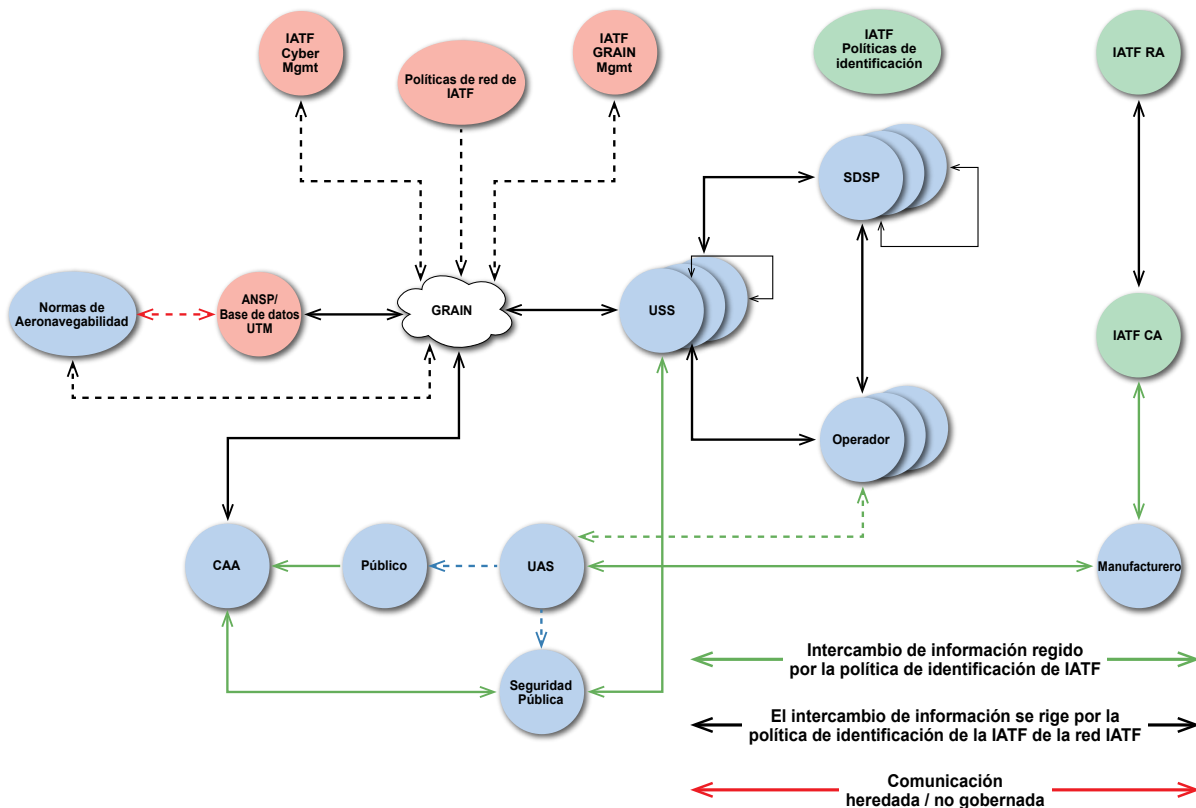 IATF
Cyber
Mgmt
Políticas de red de
IATF
IATF
GRAIN
Mgmt
IATF
Políticas de
identificación
IATF RA
SDSP
Normas de
Aeronavegabilidad
ANSP/
Base de datos
UTM
GRAIN
USS
IATF CA
Operador
CAA
Público
UAS
Manufacturero
Seguridad
Pública
Intercambio de información regido
por la política de identificación de IATF
El intercambio de información se rige por la
política de identificación de la IATF de la red IATF
Comunicación
heredada / no gobernada